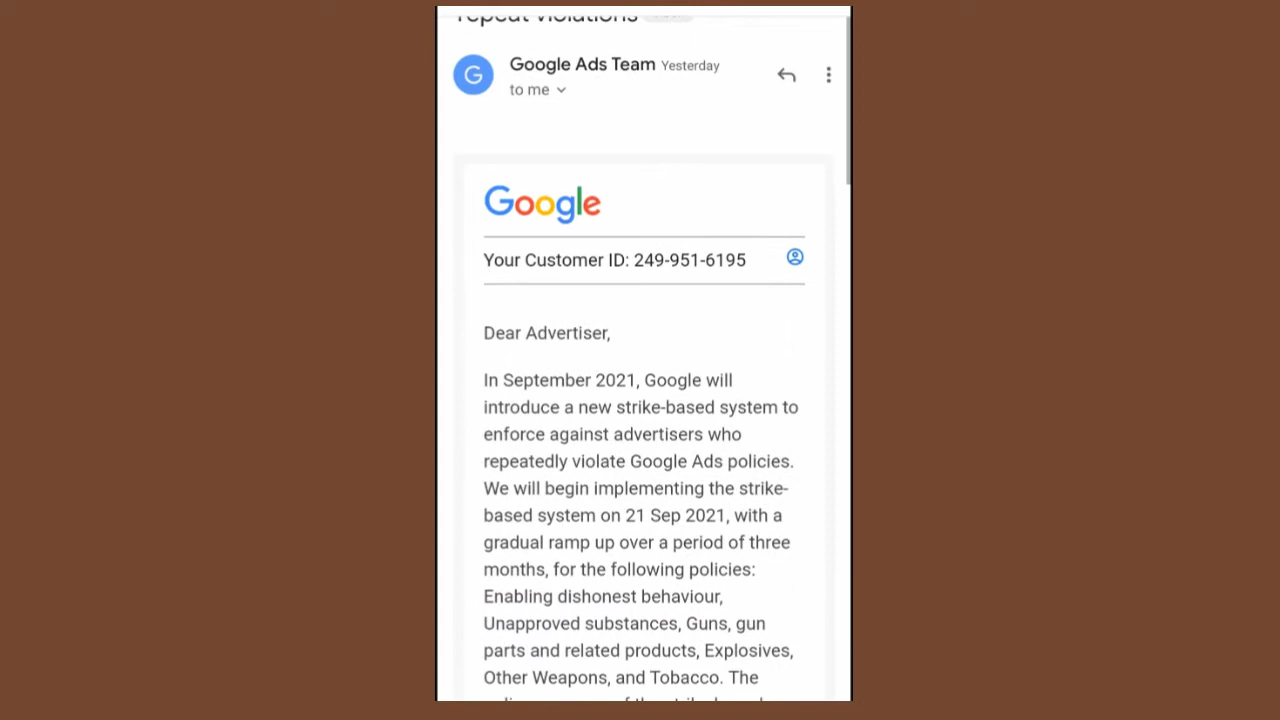 repeat violations
G
Google Ads Team Yesterday
to me
Google
Your Customer ID: 249-951-6195
Dear Advertiser,
In September 2021, Google will
introduce a new strike-based system to
enforce against advertisers who
repeatedly violate Google Ads policies.
We will begin implementing the strike-
based system on 21 Sep 2021, with a
gradual ramp up over a period of three
months, for the following policies:
Enabling dishonest behaviour,
Unapproved substances, Guns, gun
parts and related products, Explosives,
Other Weapons, and Tobacco. The